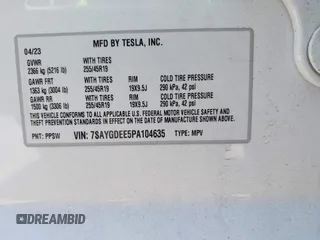 MFD BY TESLA, INC.
04/23
GVWR
2366 kg (5216 lb)
WITH TIRES
255/45R19
RIM
COLD TIRE PRESSURE
GAWR FRT
1363 kg (3004 lb)
WITH TIRES
255/45R19
19X9.5J
290 kPa, 42 psi
GAWR RR
1500 kg (3306 lb)
WITH TIRES
255/45R19
RIM
19X9.5J
COLD TIRE PRESSURE
290 kPa, 42 psi
THIS VEHICLE CONFORMS TO ALL APPLICABLE U.S. FEDERAL MOTOR VEHICLE SAFETY AND
THEFT PREVENTION STANDARDS IN EFFECT ON THE DATE OF MANUFACTURE SHOWN ABOVE.
PNT: PPSW
VIN: 7SAYGDEE5PA104635
TYPE: MPV
DREAMBID